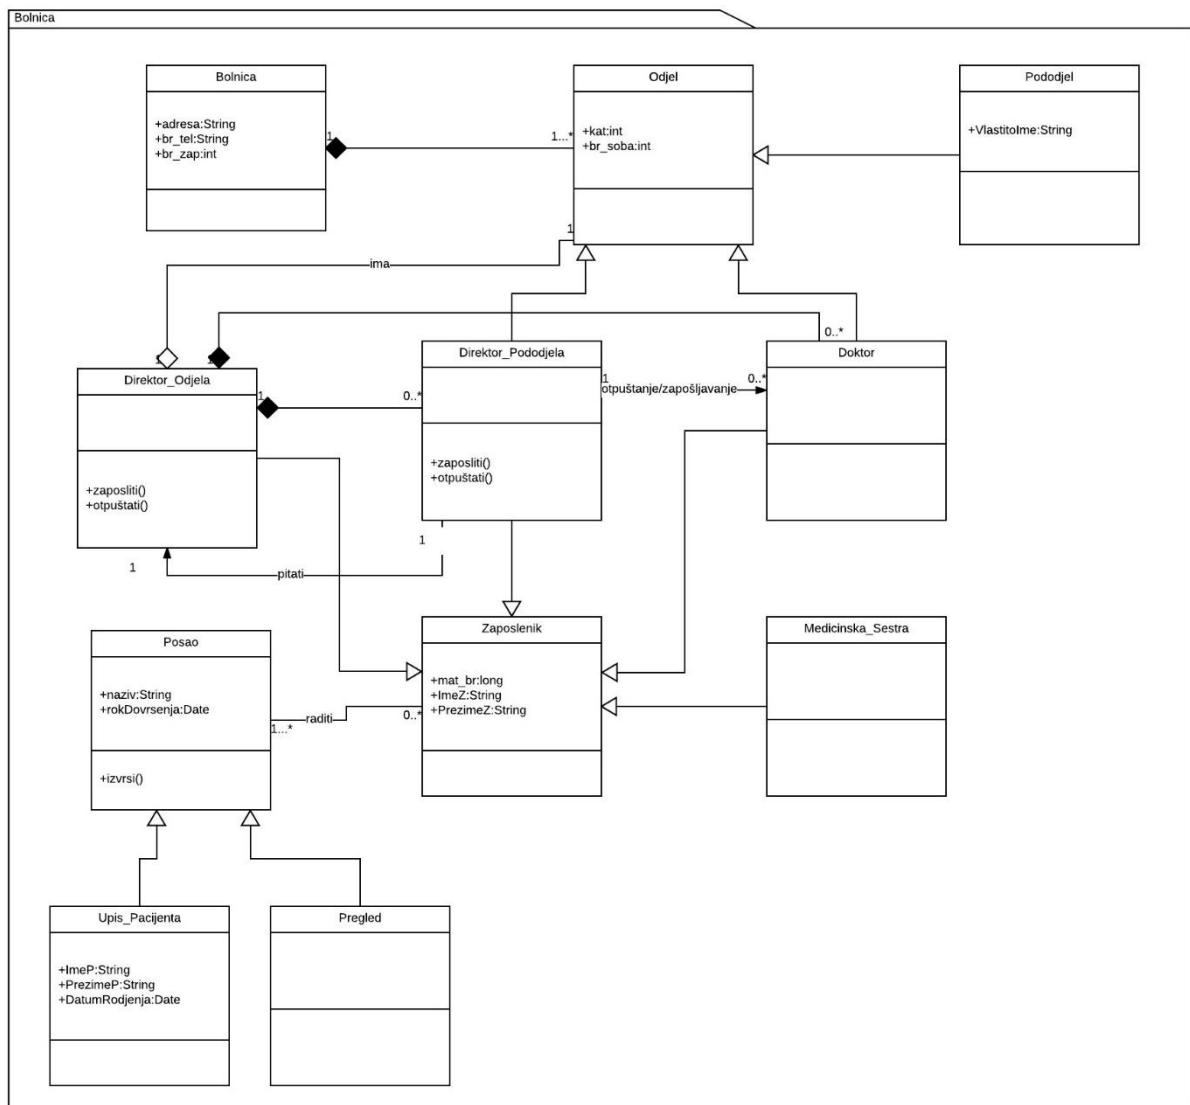 Bolnica
Bolnica
+adresa:String
+br_tel:String
+br_zap:int
1
1...*
Odjel
+kat:int
+br_soba:int
1
Pododjel
+VlastitoIme:String
ima
1
1
0..*
Direktor_Odjela
+zaposliti()
+otpuštati()
1
0..*
Direktor_Pododjela
+zaposliti()
+otpuštati()
1
otpuštanje/zapošljavanje
0..*
Doktor
1
1
pitati
Posao
+naziv:String
+rokDovrsenja:Date
+izvrsi()
1...*
raditi
0..*
Zaposlenik
+mat_br:long
+ImeZ:String
+PrezimeZ:String
Medicinska_Sestra
Upis_Pacijenta
+ImeP:String
+PrezimeP:String
+DatumRodjenja:Date
Pregled